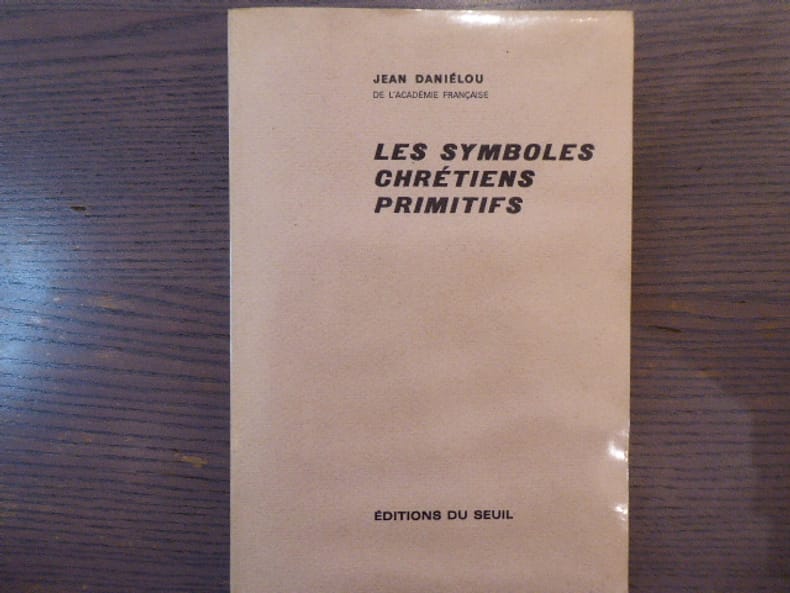 JEAN DANIÉLOU
DE L'ACADÉMIE FRANÇAISE
LES SYMBOLES
CHRÉTIENS
PRIMITIFS
ÉDITIONS DU SEUIL